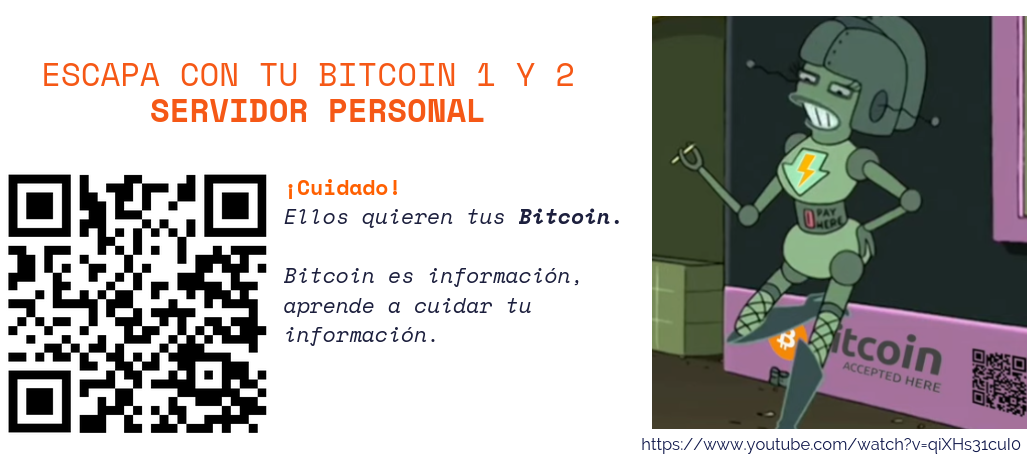 ESCAPA CON TU BITCOIN 1 Y 2
SERVIDOR PERSONAL
¡Cuidado!
Ellos quieren tus Bitcoin.
Bitcoin es información,
aprende a cuidar tu
información.
PAY
HERE
itcoin
ACCEPTED HERE
https://www.youtube.com/watch?v=qiXHs31cuI0